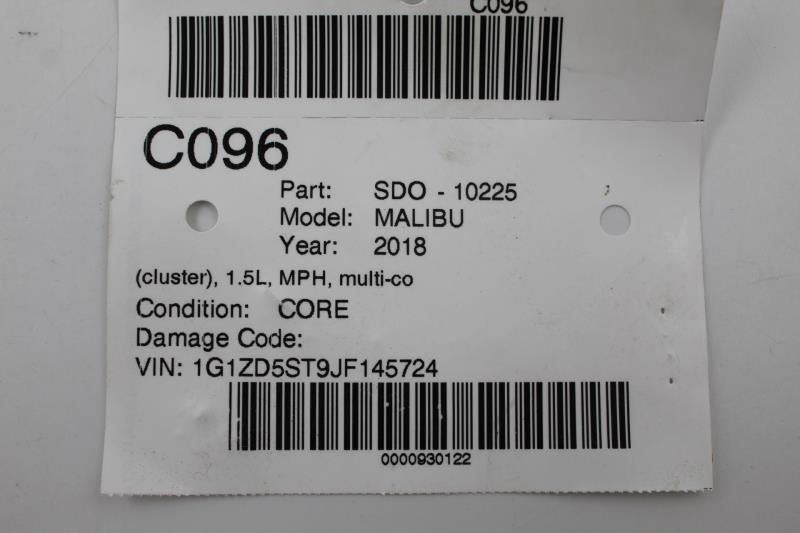 C096
C096
Part: SDO - 10225
Model: MALIBU
Year: 2018
(cluster), 1.5L, MPH, multi-co
Condition: CORE
Damage Code:
VIN: 1G1ZD5ST9JF145724
0000930122